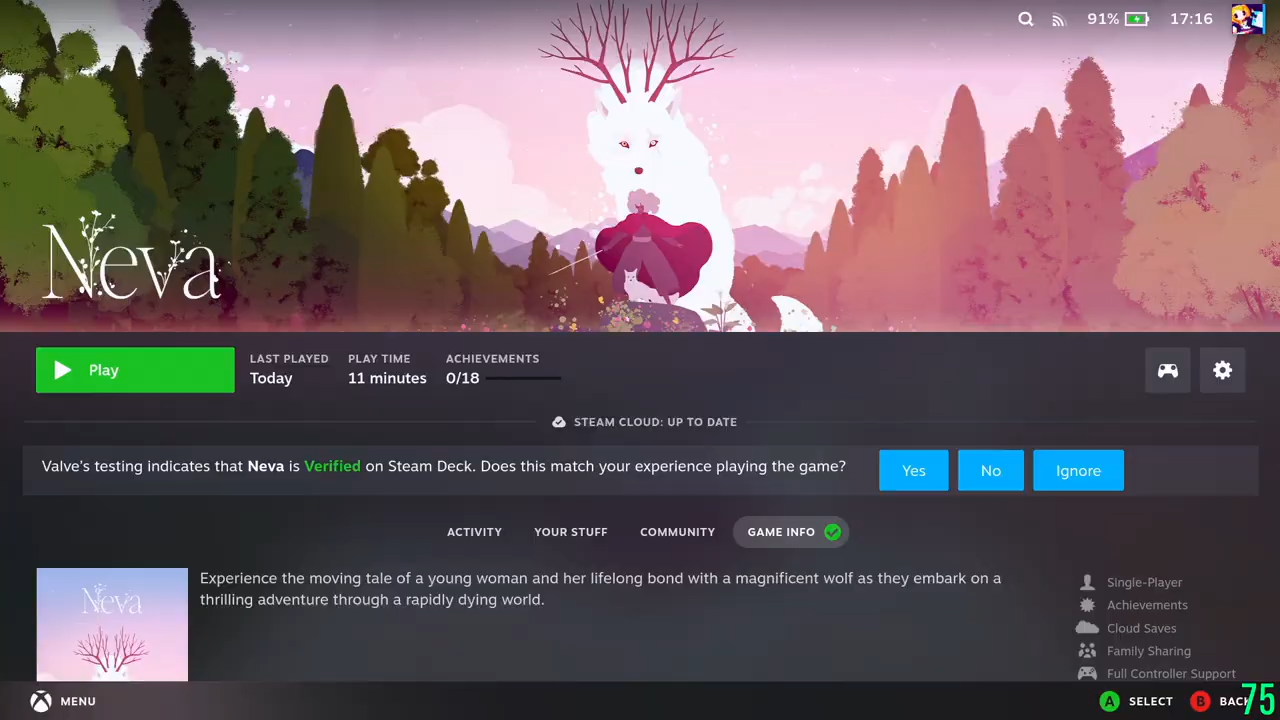 91%
17:16
Neva
Play
LAST PLAYED
Today
PLAY TIME
11 minutes
ACHIEVEMENTS
0/18
STEAM CLOUD: UP TO DATE
Valve's testing indicates that Neva is Verified on Steam Deck. Does this match your experience playing the game?
Yes
No
Ignore
ACTIVITY
YOUR STUFF
COMMUNITY
GAME INFO
Neva
Experience the moving tale of a young woman and her lifelong bond with a magnificent wolf as they embark on a
thrilling adventure through a rapidly dying world.
Single-Player
Achievements
Cloud Saves
Family Sharing
Full Controller Support
MENU
A SELECT
B BACK
75